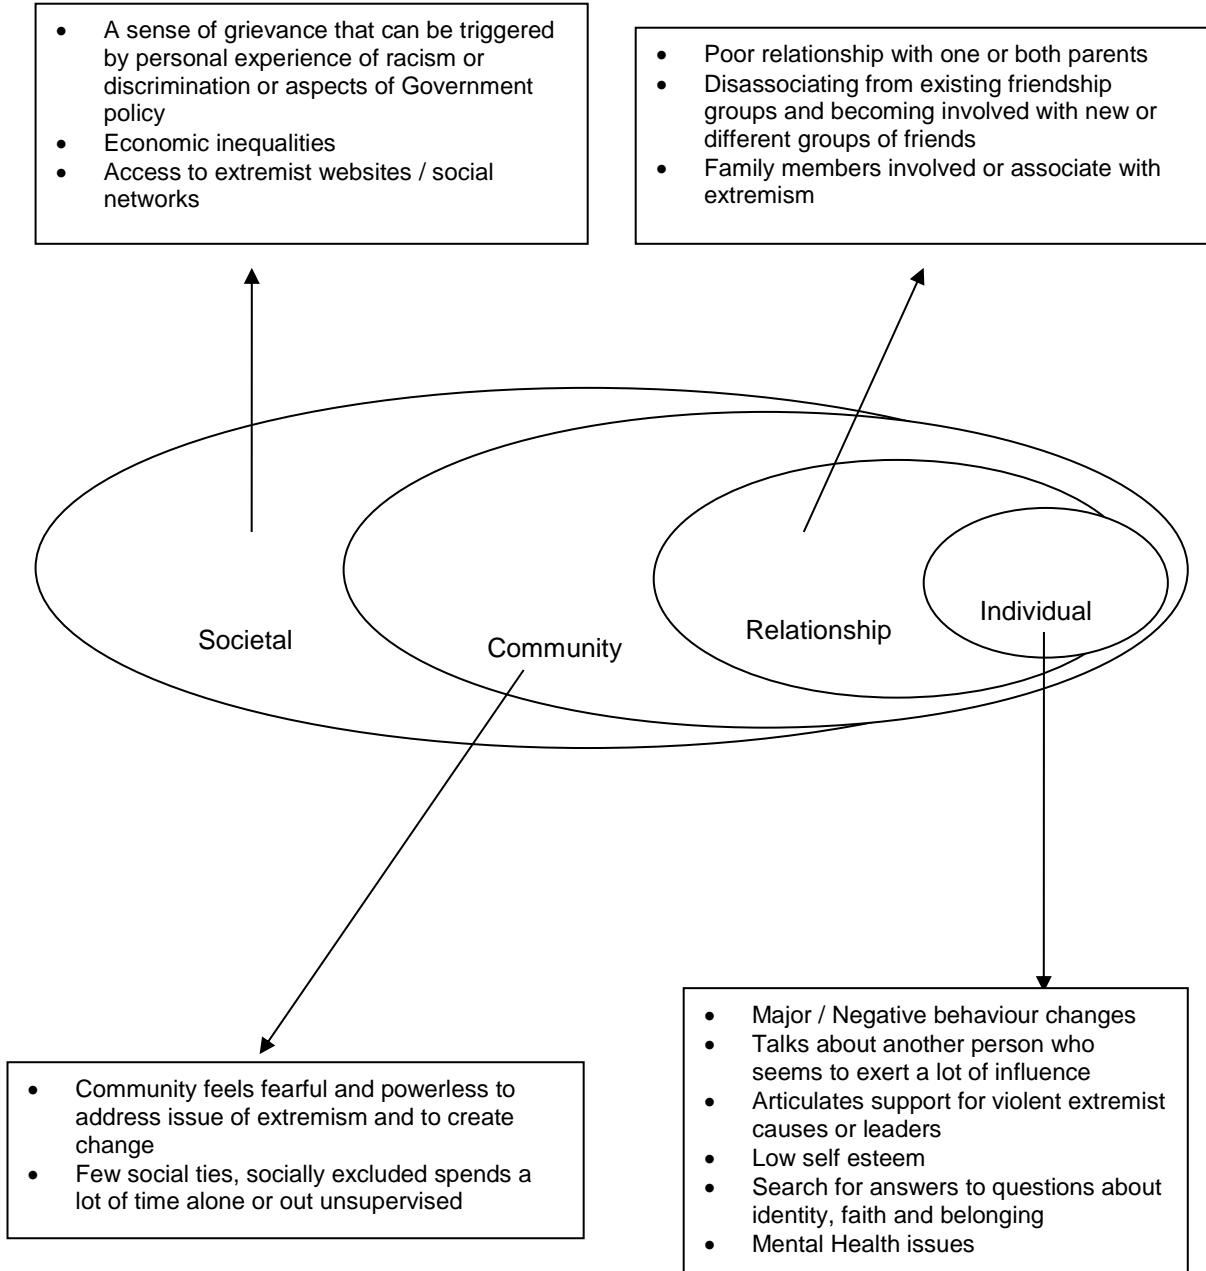 • A sense of grievance that can be triggered
by personal experience of racism or
discrimination or aspects of Government
policy
• Economic inequalities
• Access to extremist websites / social
networks
• Poor relationship with one or both parents
• Disassociating from existing friendship
groups and becoming involved with new or
different groups of friends
• Family members involved or associate with
extremism
Societal
Community
Relationship
Individual
• Community feels fearful and powerless to
address issue of extremism and to create
change
• Few social ties, socially excluded spends a
lot of time alone or out unsupervised
• Major / Negative behaviour changes
• Talks about another person who
seems to exert a lot of influence
• Articulates support for violent extremist
causes or leaders
• Low self esteem
• Search for answers to questions about
identity, faith and belonging
• Mental Health issues